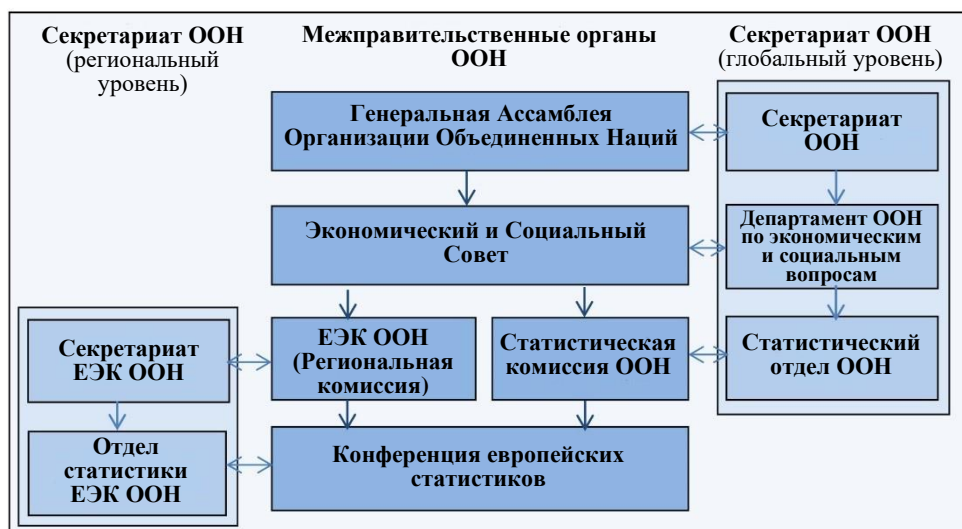 Секретариат ООН
(региональный
уровень)
Межправительственные органы
ООН
Секретариат ООН
(глобальный уровень)
Генеральная Ассамблея
Организации Объединенных Наций
Секретариат
ООН
Экономический и Социальный
Совет
Департамент ООН
по экономическим
и социальным
вопросам
Секретариат
ЕЭК ООН
ЕЭК ООН
(Региональная
комиссия)
Статистическая
комиссия ООН
Статистический
отдел ООН
Отдел
статистики
ЕЭК ООН
Конференция европейских
статистиков